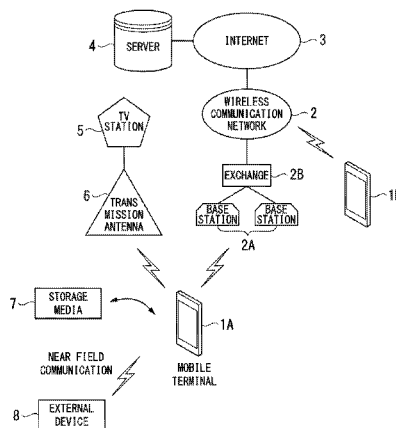 4
SERVER
INTERNET
3
TV
STATION
5
WIRELESS
COMMUNICATION
NETWORK
2
EXCHANGE
2B
6
TRANS
MISSION
ANTENNA
BASE
STATION
BASE
STATION
2A
7
STORAGE
MEDIA
1A
NEAR FIELD
COMMUNICATION
MOBILE
TERMINAL
8
EXTERNAL
DEVICE